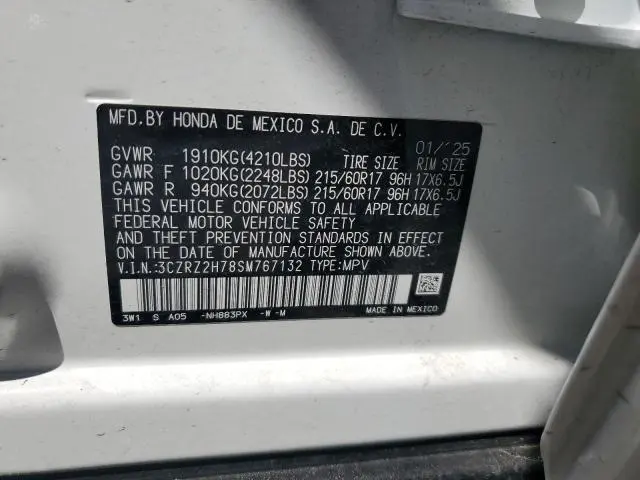 MFD. BY HONDA DE MEXICO S.A. DE C.V.
01/'25
GVWR 1910KG(4210LBS) TIRE SIZE RIM SIZE
GAWR F 1020KG(2248LBS) 215/60R17 96H 17X6.5J
GAWR R 940KG(2072LBS) 215/60R17 96H 17X6.5J
THIS VEHICLE CONFORMS TO ALL APPLICABLE
FEDERAL MOTOR VEHICLE SAFETY
AND THEFT PREVENTION STANDARDS IN EFFECT
ON THE DATE OF MANUFACTURE SHOWN ABOVE.
V.I.N.:3CZRZ2H78SM767132 TYPE:MPV
3W1 S A05 -NH883PX -W -M MADE IN MEXICO